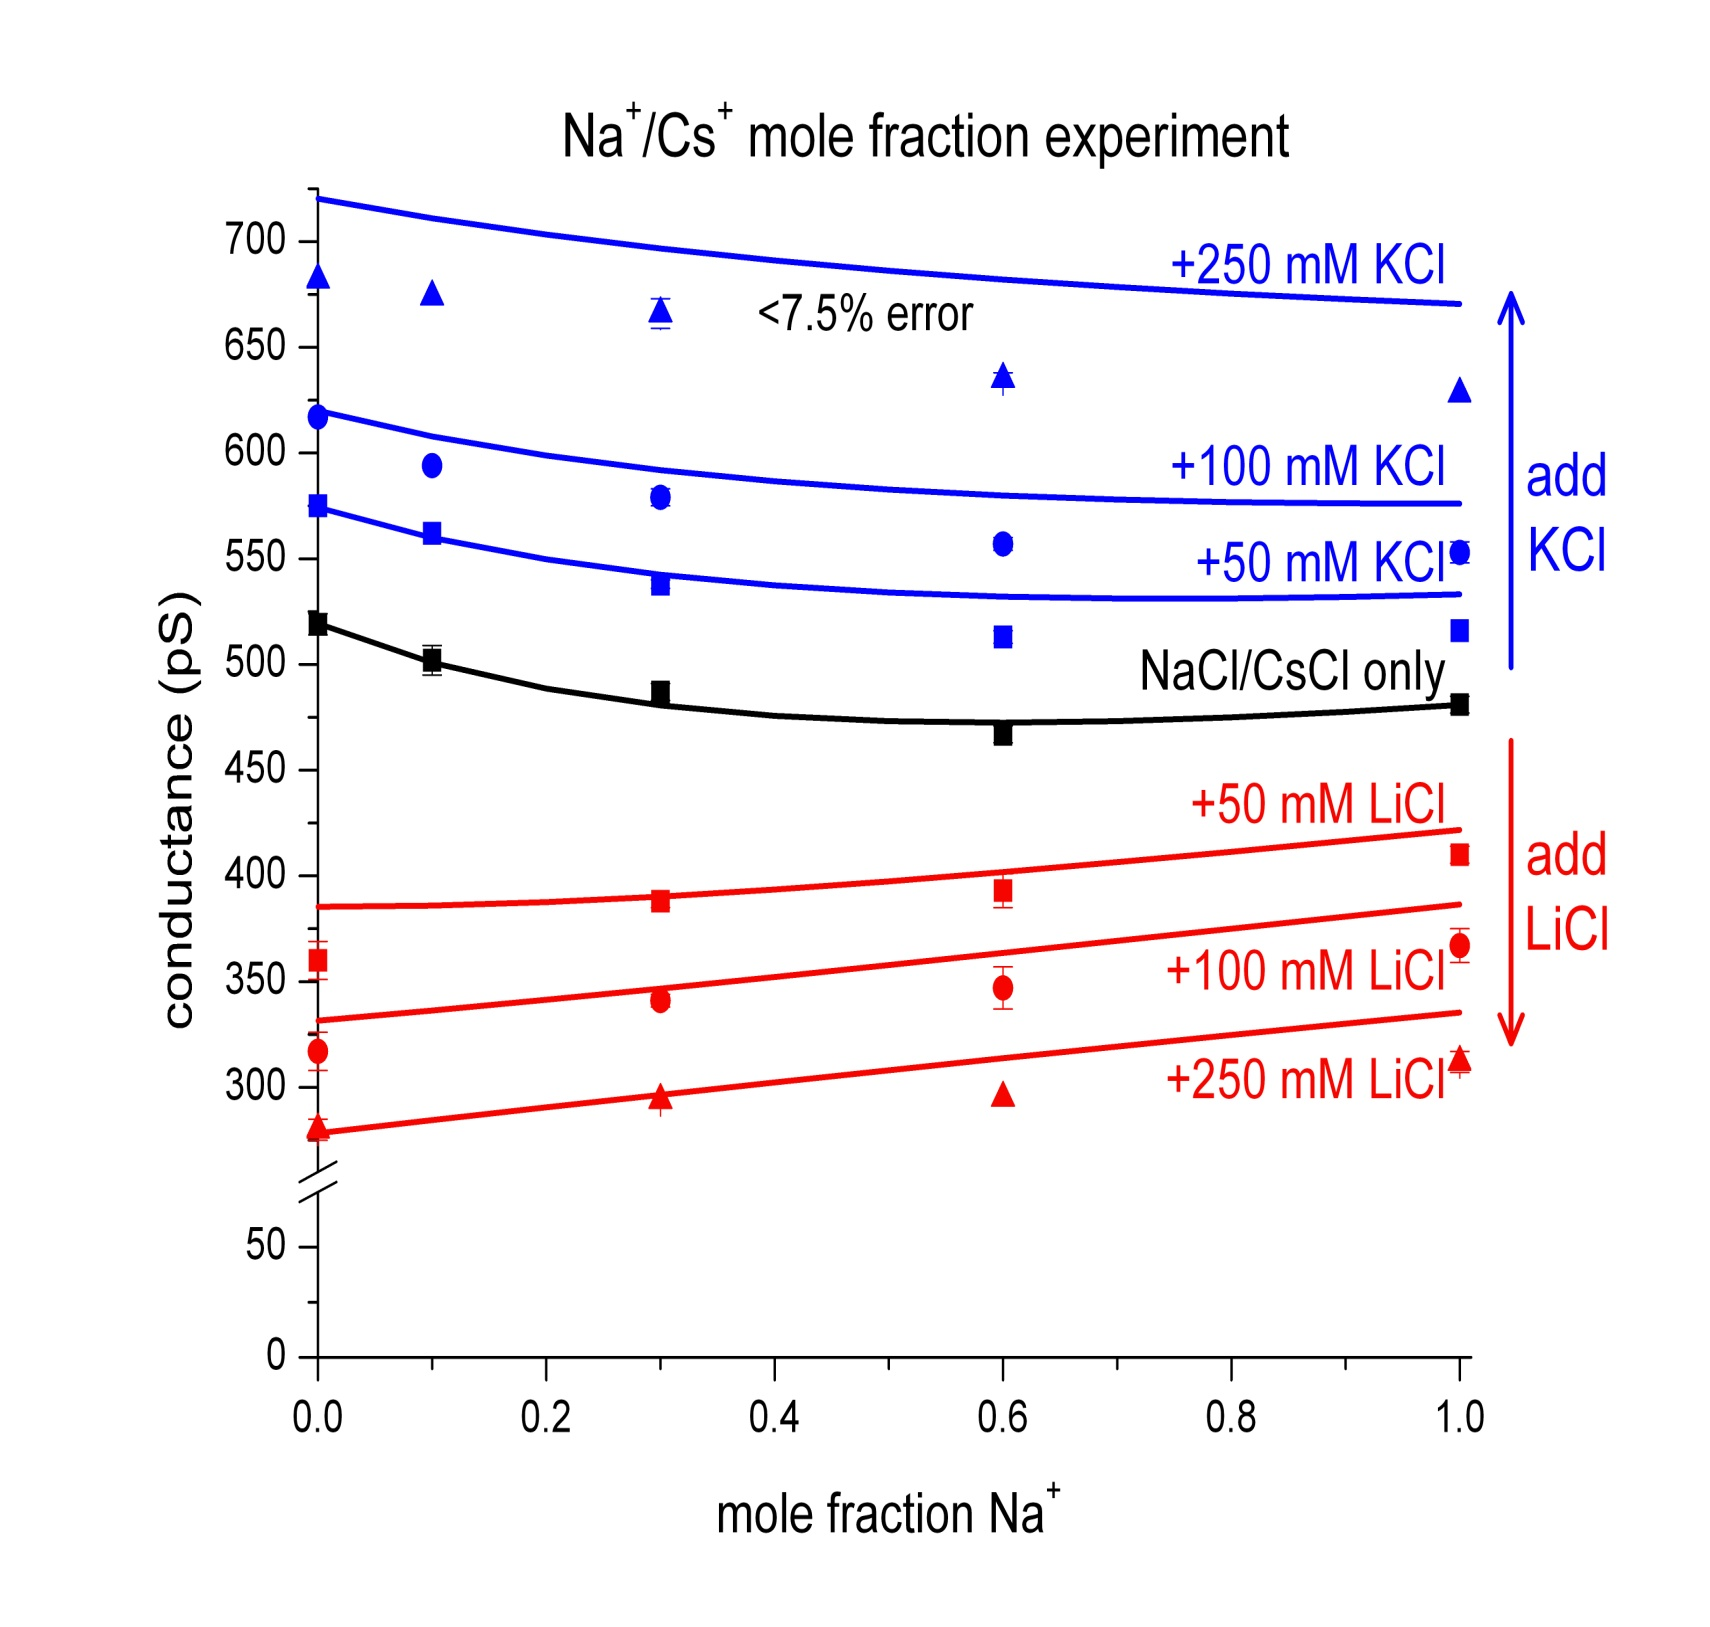 Na+/Cs+ mole fraction experiment
700
650
600
550
500
450
400
350
300
50
0
conductance (pS)
+250 mM KCl
<7.5% error
+100 mM KCl
+50 mM KCl
add
KCl
NaCl/CsCl only
+50 mM LiCl
add
LiCl
+100 mM LiCl
+250 mM LiCl
0.0 0.2 0.4 0.6 0.8 1.0
mole fraction Na+